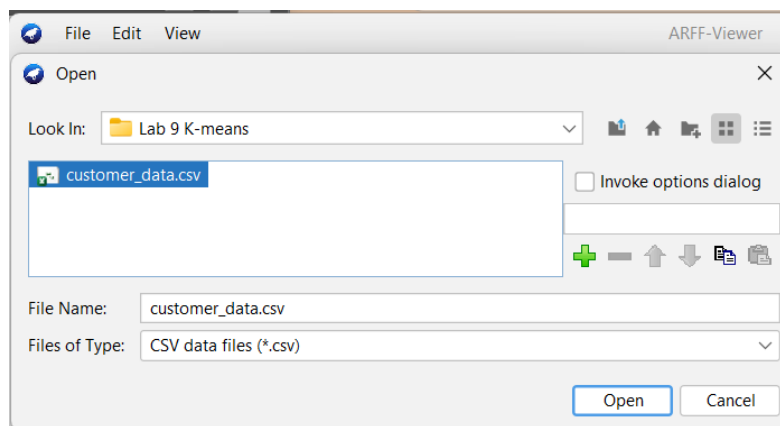 File Edit View ARFF-Viewer
Open
Look In: Lab 9 K-means
customer_data.csv
Invoke options dialog
File Name: customer_data.csv
Files of Type: CSV data files (*.csv)
Open Cancel